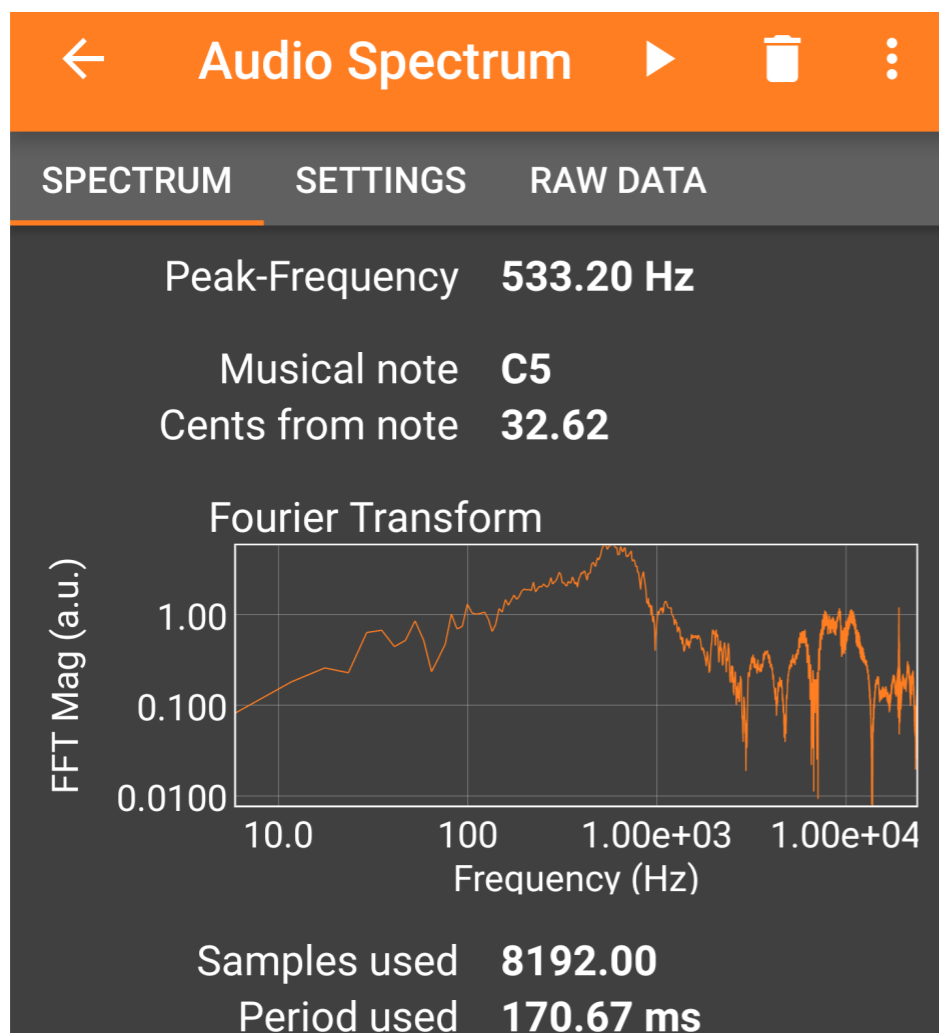 Audio Spectrum
SPECTRUM SETTINGS RAW DATA
Peak-Frequency 533.20 Hz
Musical note C5
Cents from note 32.62
Fourier Transform
FFT Mag (a.u.)
1.00
0.100
0.0100
10.0 100 1.00e+03 1.00e+04
Frequency (Hz)
Samples used 8192.00
Period used 170.67 ms